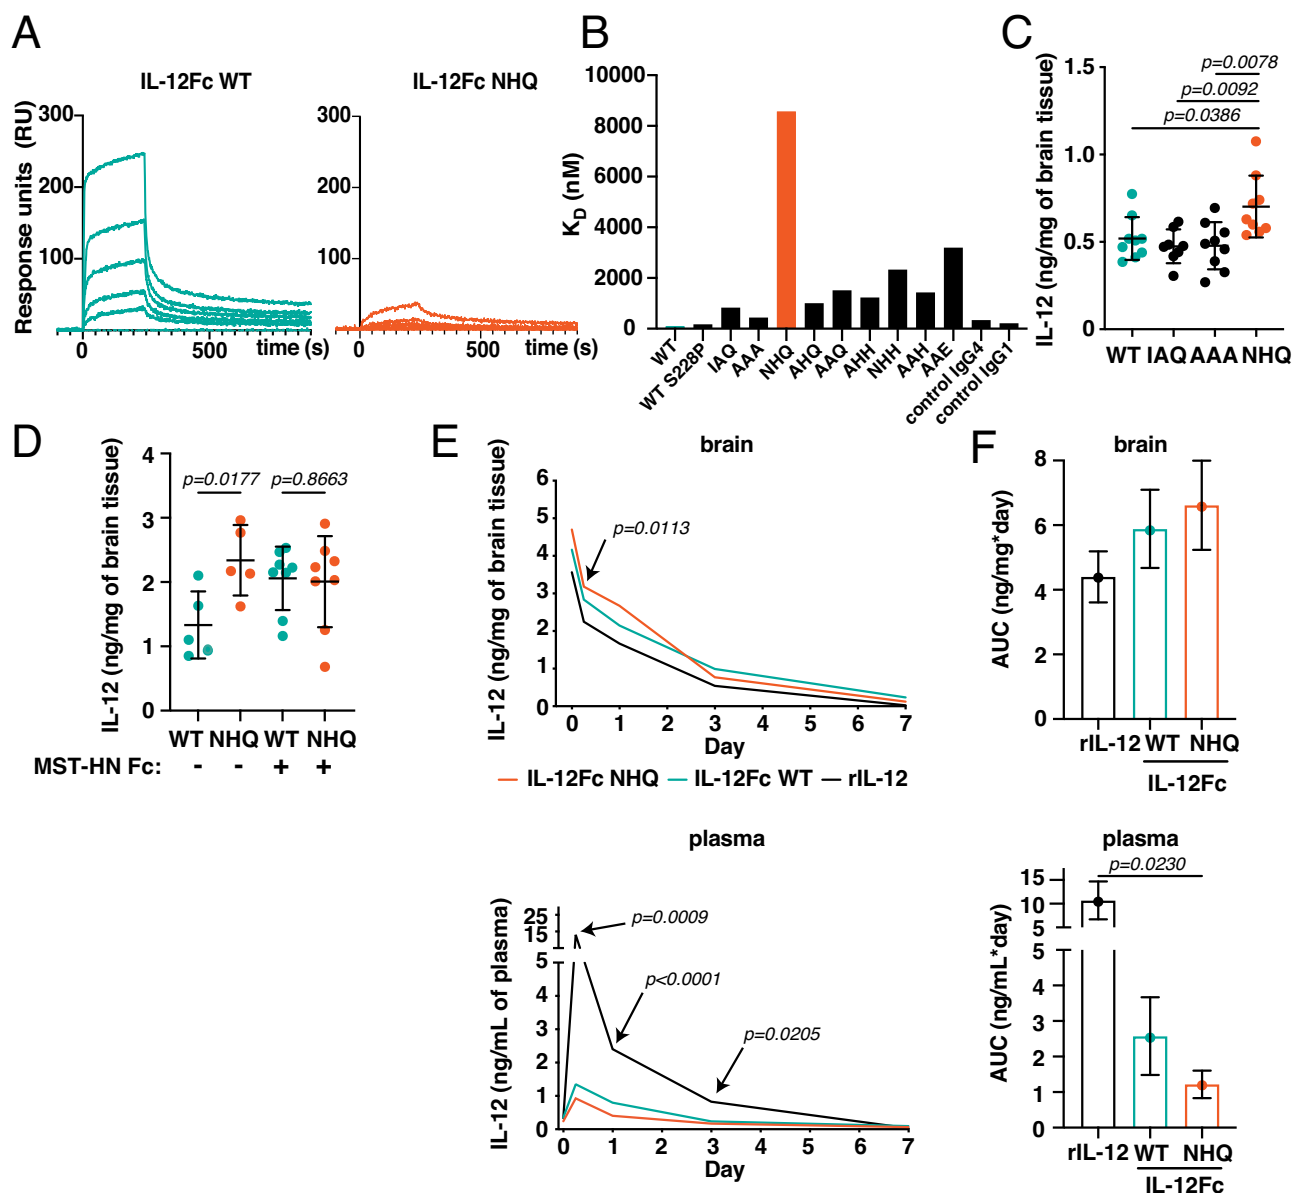 A
IL-12Fc WT
IL-12Fc NHQ
Response units (RU)
300
200
100
0
500
time (s)
300
200
100
0
500
time (s)
B
K_D (nM)
10000
8000
6000
4000
2000
0
WT
WT S228P
IAQ
AAA
NHQ
AHQ
AAQ
AHH
NHH
AAH
AAE
control IgG4
control IgG1
C
IL-12 (ng/mg of brain tissue)
1.5
1.0
0.5
0
p=0.0078
p=0.0092
p=0.0386
WT IAQ AAA NHQ
D
IL-12 (ng/mg of brain tissue)
4
3
2
1
0
p=0.0177 p=0.8663
WT NHQ WT NHQ
MST-HN Fc: - - + +
E
brain
IL-12 (ng/mg of brain tissue)
6
5
4
3
2
1
0
p=0.0113
0 1 2 3 4 5 6 7
Day
IL-12Fc NHQ IL-12Fc WT rIL-12
plasma
IL-12 (ng/mL of plasma)
25
15
5
4
3
2
1
0
p=0.0009
p<0.0001
p=0.0205
0 1 2 3 4 5 6 7
Day
F
brain
AUC (ng/mg*day)
8
6
4
2
0
rIL-12 WT NHQ
IL-12Fc
plasma
AUC (ng/mL*day)
p=0.0230
15
10
5
5
4
3
2
1
0
rIL-12 WT NHQ
IL-12Fc